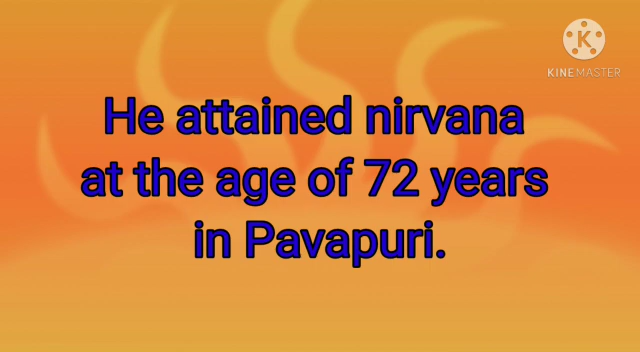 KINEMASTER
He attained nirvana
at the age of 72 years
in Pavapuri.